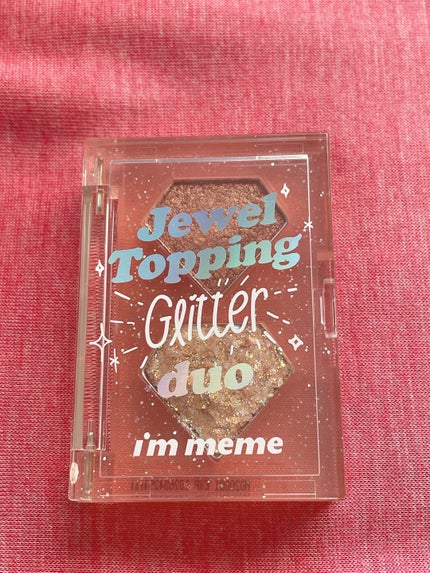 Jewel
Topping
Glitter
duo
i'm meme